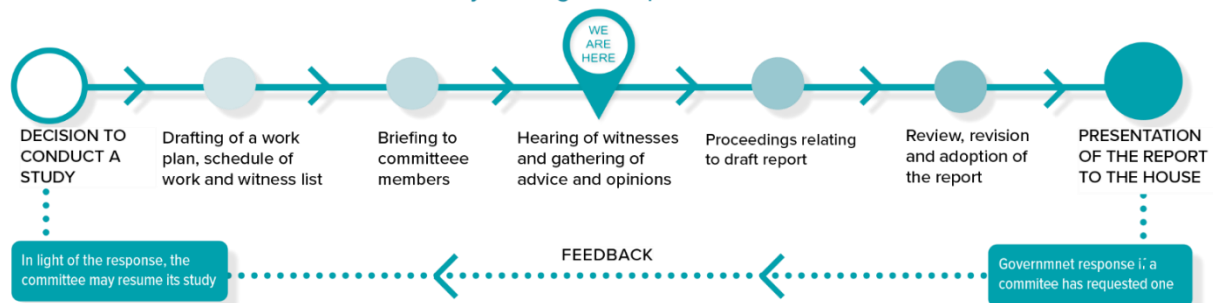 WE
ARE
HERE
DECISION TO
CONDUCT A
STUDY
Drafting of a work
plan, schedule of
work and witness list
Briefing to
committeee
members
Hearing of witnesses
and gathering of
advice and opinions
Proceedings relating
to draft report
Review, revision
and adoption of
the report
PRESENTATION
OF THE REPORT
TO THE HOUSE
In light of the response, the
committee may resume its study
FEEDBACK
Governmnet response if a
commitee has requested one